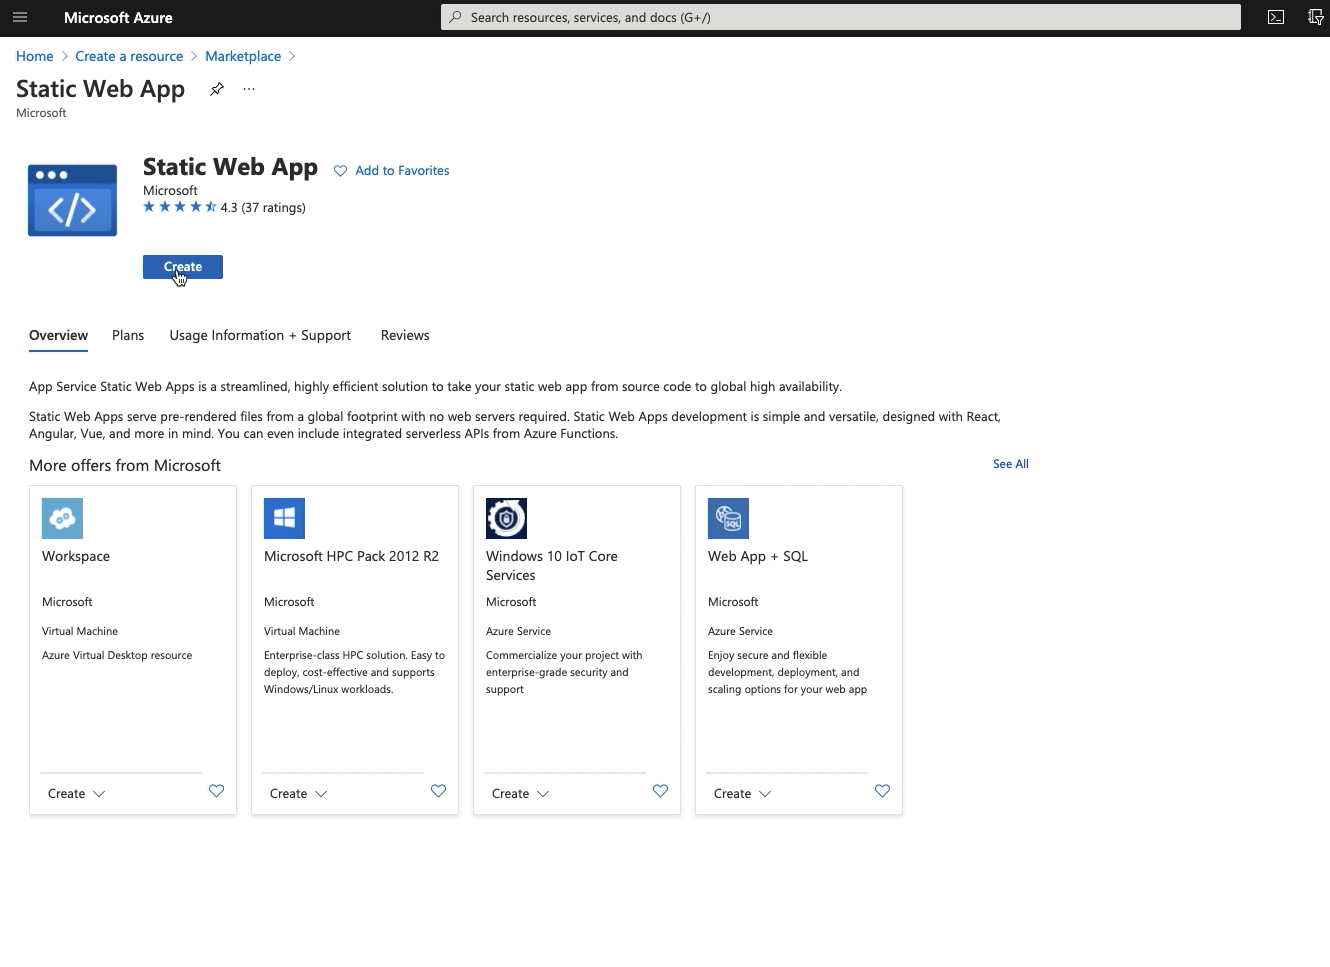 Microsoft Azure
Search resources, services, and docs (G+/)
Home > Create a resource > Marketplace >
Static Web App
Microsoft
Static Web App
Add to Favorites
Microsoft
4.3 (37 ratings)
Create
Overview Plans Usage Information + Support Reviews
App Service Static Web Apps is a streamlined, highly efficient solution to take your static web app from source code to global high availability.
Static Web Apps serve pre-rendered files from a global footprint with no web servers required. Static Web Apps development is simple and versatile, designed with React,
Angular, Vue, and more in mind. You can even include integrated serverless APIs from Azure Functions.
More offers from Microsoft
See All
Workspace
Microsoft
Virtual Machine
Azure Virtual Desktop resource
Create
Microsoft HPC Pack 2012 R2
Microsoft
Virtual Machine
Enterprise-class HPC solution. Easy to
deploy, cost-effective and supports
Windows/Linux workloads.
Create
Windows 10 IoT Core
Services
Microsoft
Azure Service
Commercialize your project with
enterprise-grade security and
support
Create
SQL
Web App + SQL
Microsoft
Azure Service
Enjoy secure and flexible
development, deployment, and
scaling options for your web app
Create